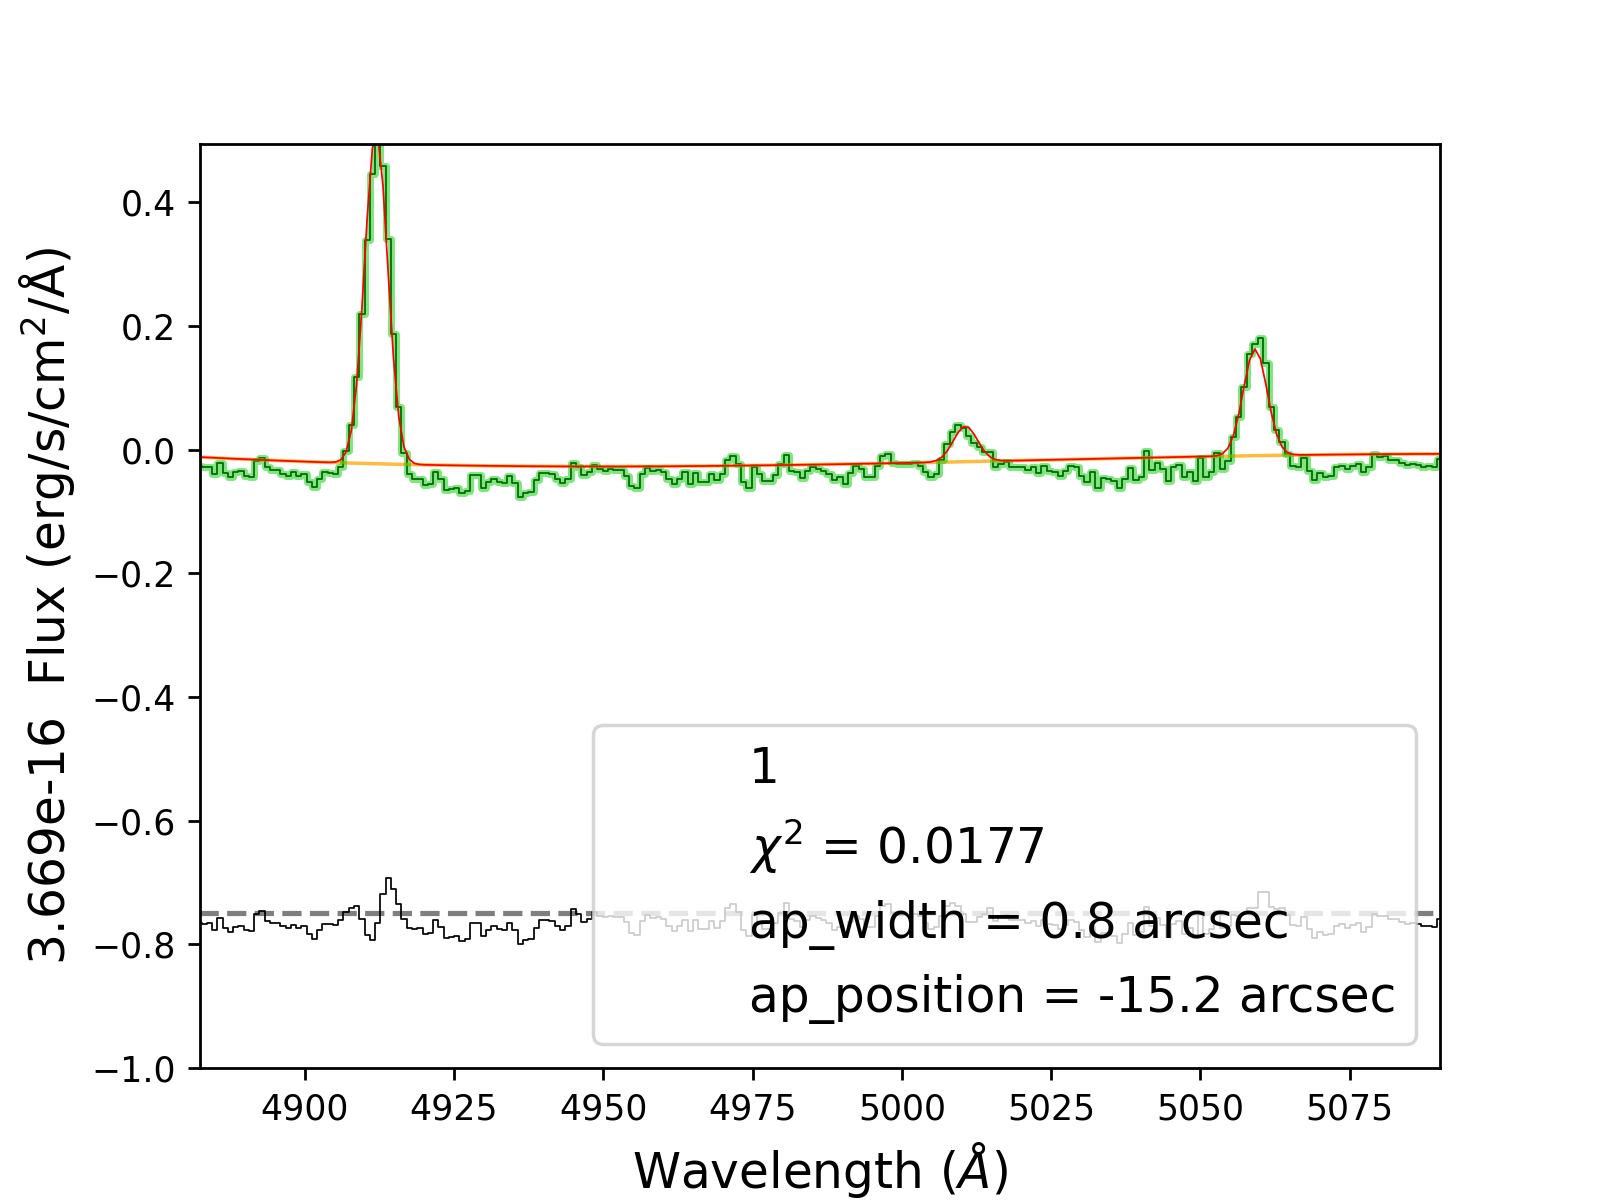 3.669e-16 Flux (erg/s/cm²/Å)
0.4
0.2
0.0
−0.2
−0.4
−0.6
−0.8
−1.0
1
χ² = 0.0177
ap_width = 0.8 arcsec
ap_position = -15.2 arcsec
4900 4925 4950 4975 5000 5025 5050 5075
Wavelength (Å)